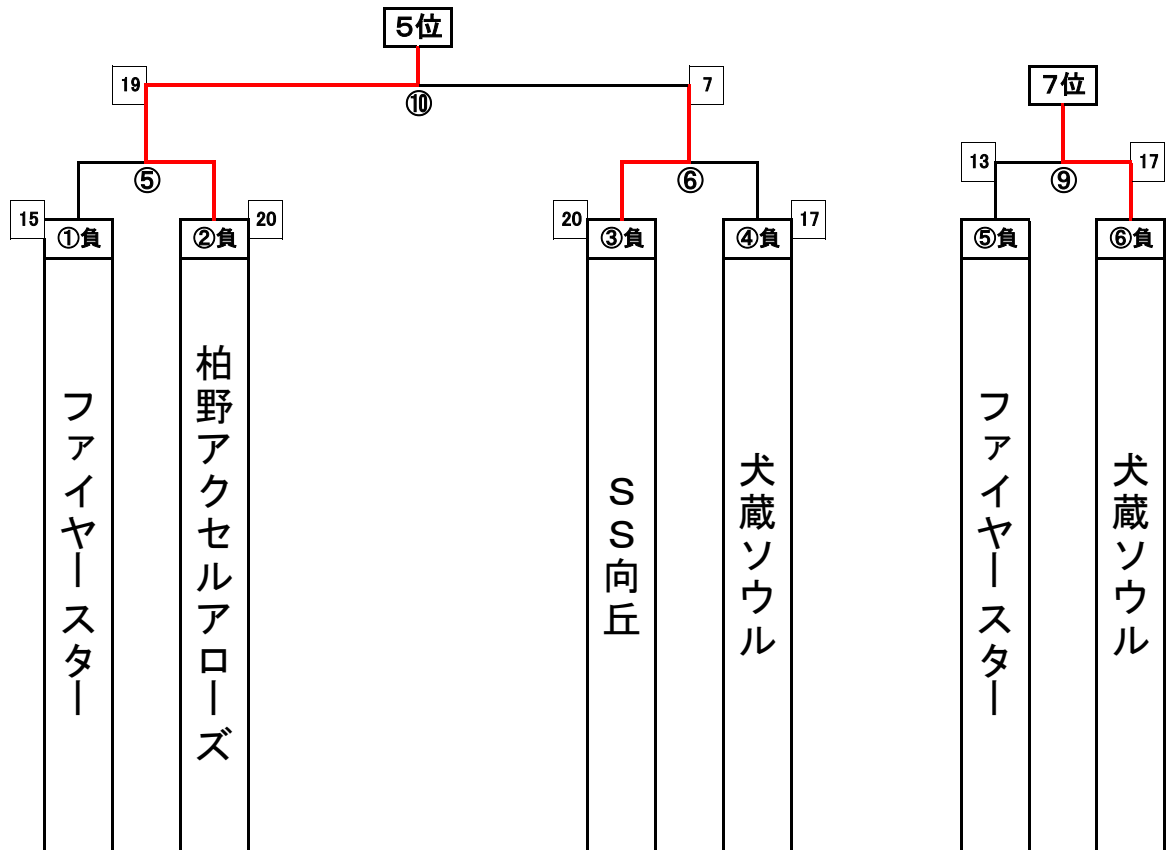 5位
19
7
⑩
7位
⑤
⑥
13
17
⑨
15
①負
②負
20
20
③負
④負
17
⑤負
⑥負
ファイヤースター
柏野アクセルアローズ
SS向丘
犬蔵ソウル
ファイヤースター
犬蔵ソウル